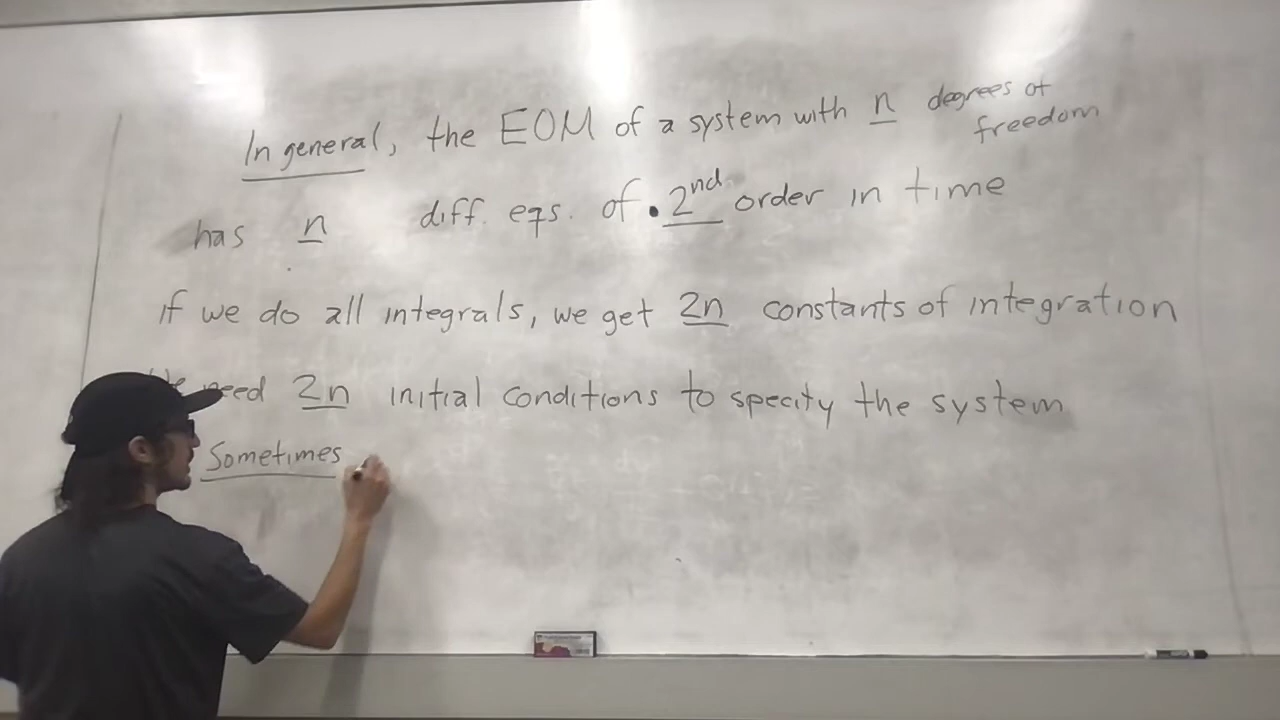 In general, the EOM of a system with n degrees of freedom
has n diff. eqs. of • 2nd order in time
if we do all integrals, we get 2n constants of integration
need 2n initial conditions to specify the system
Sometimes